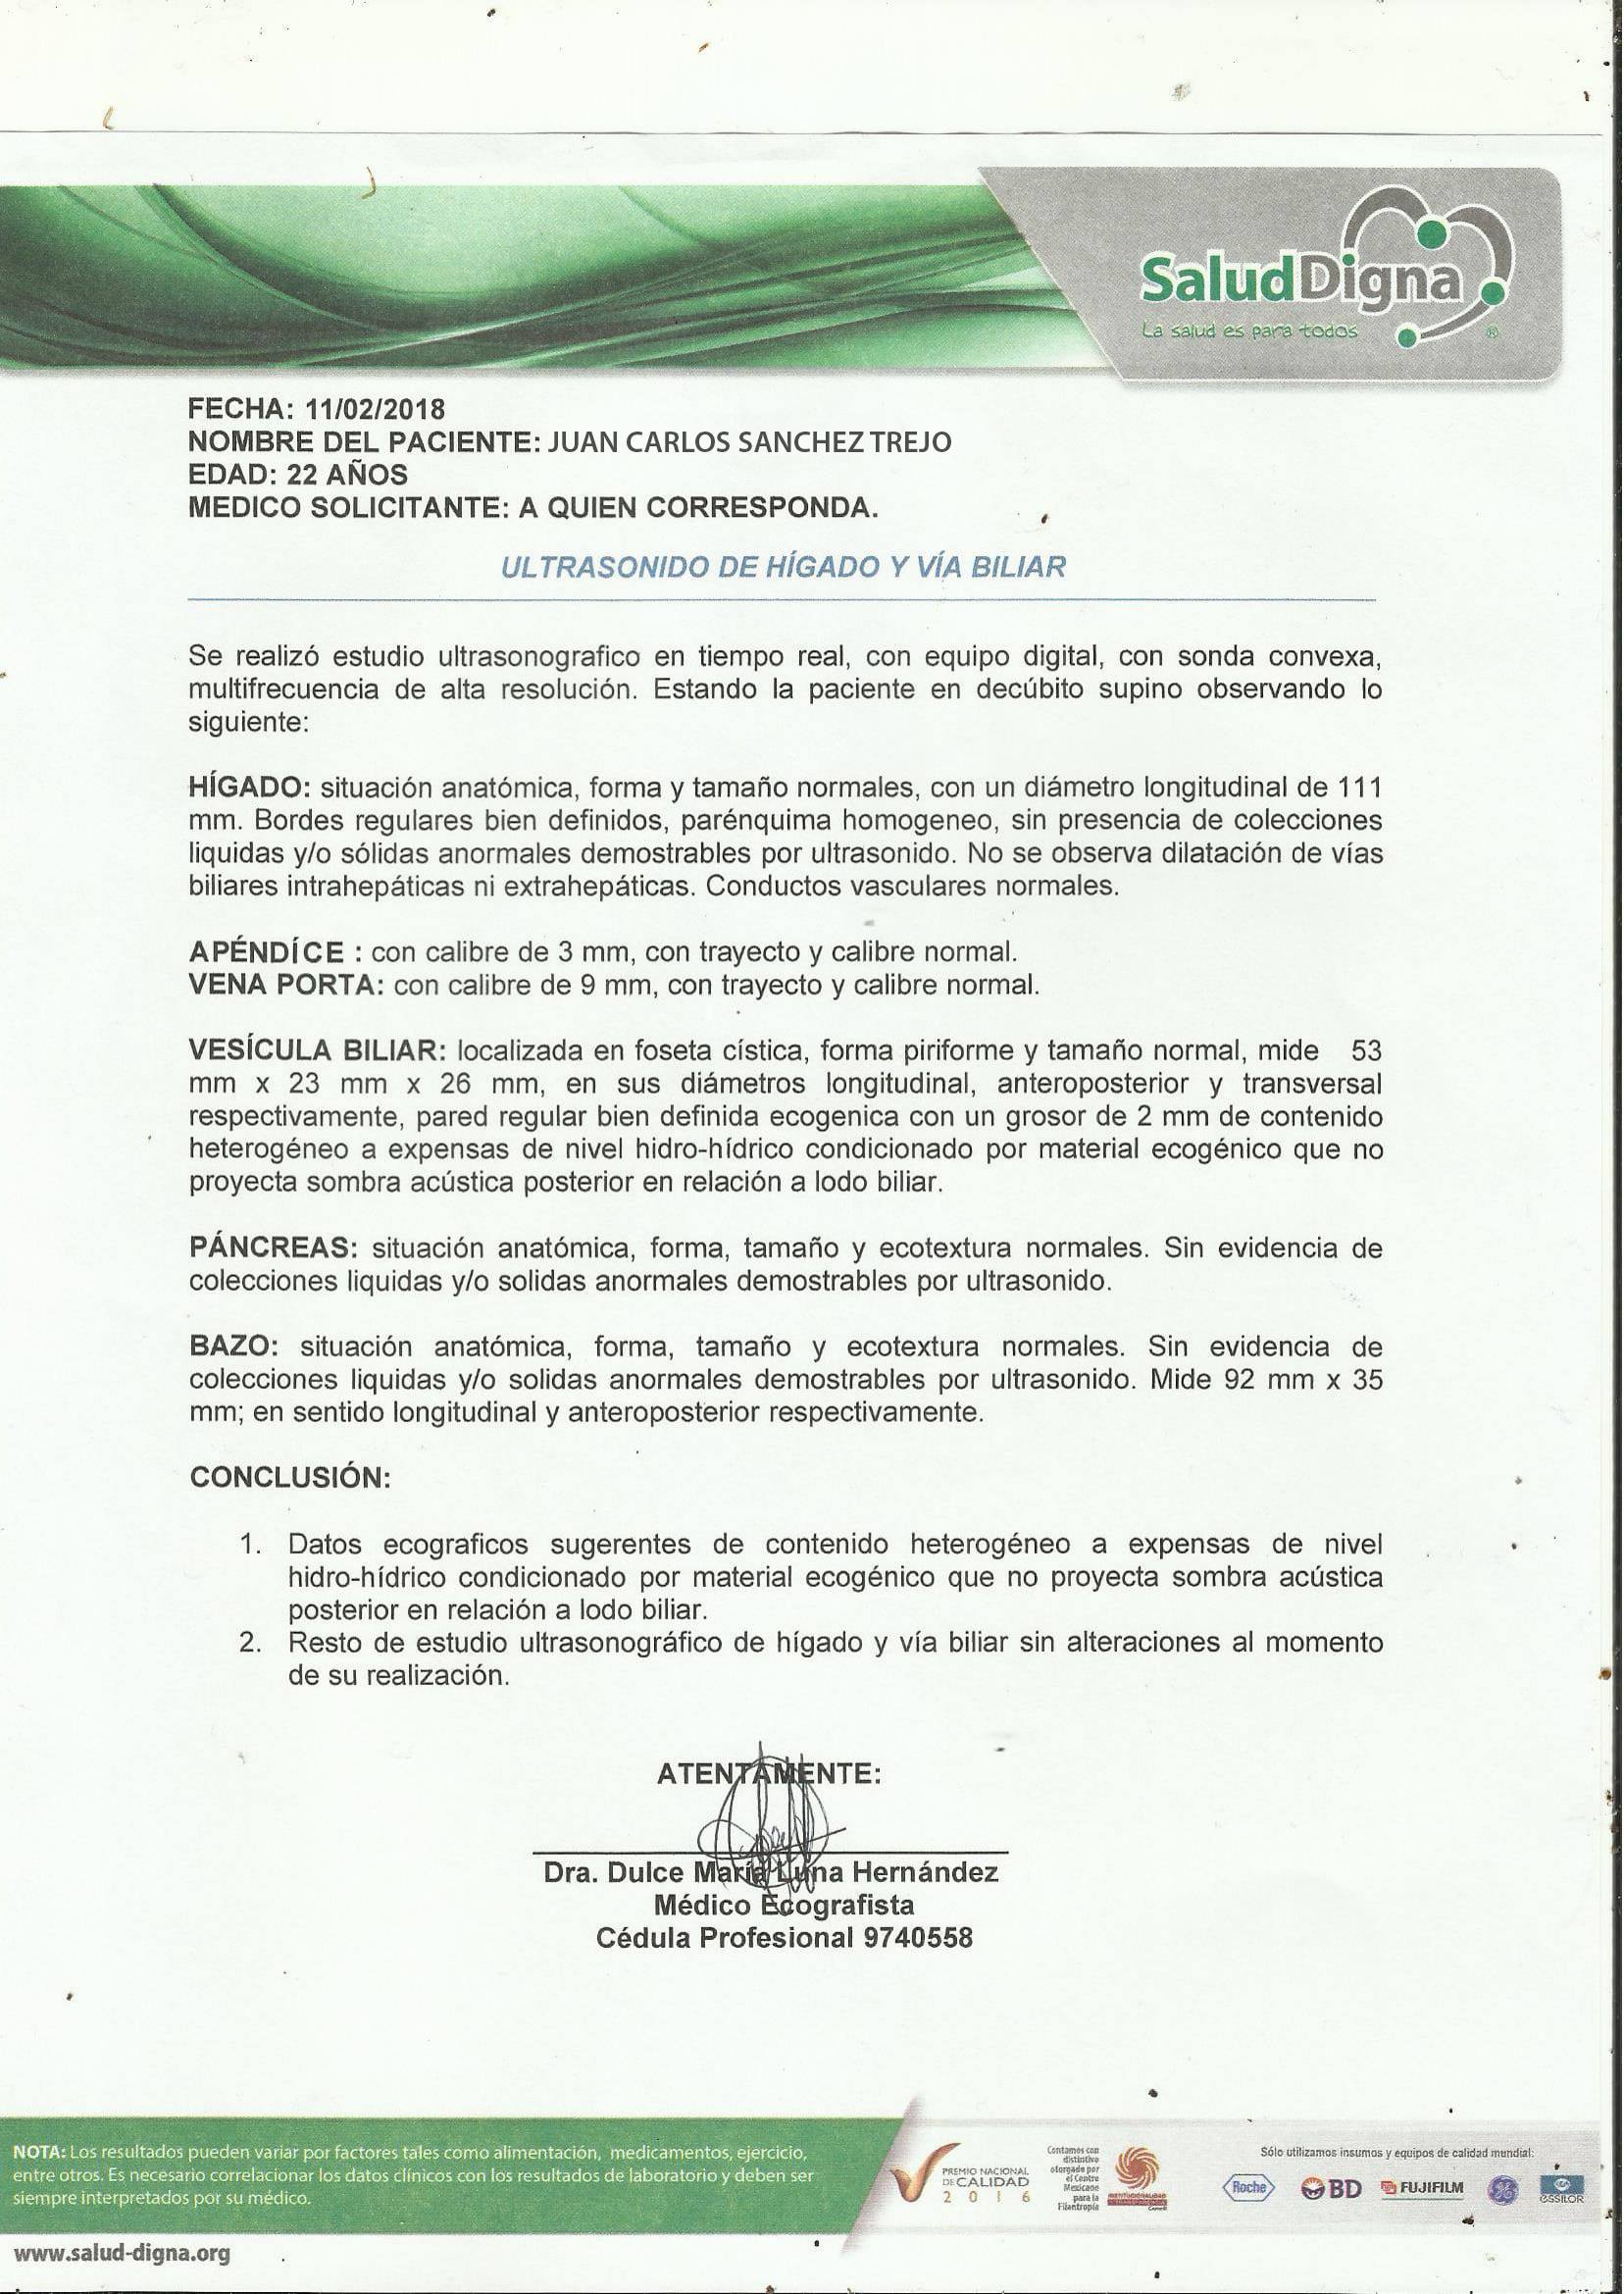 SaludDigna
La salud es para todos ®
FECHA: 11/02/2018
NOMBRE DEL PACIENTE: JUAN CARLOS SANCHEZ TREJO
EDAD: 22 AÑOS
MEDICO SOLICITANTE: A QUIEN CORRESPONDA.
ULTRASONIDO DE HÍGADO Y VÍA BILIAR
Se realizó estudio ultrasonografico en tiempo real, con equipo digital, con sonda convexa,
multifrecuencia de alta resolución. Estando la paciente en decúbito supino observando lo
siguiente:
HÍGADO: situación anatómica, forma y tamaño normales, con un diámetro longitudinal de 111
mm. Bordes regulares bien definidos, parénquima homogeneo, sin presencia de colecciones
liquidas y/o sólidas anormales demostrables por ultrasonido. No se observa dilatación de vías
biliares intrahepáticas ni extrahepáticas. Conductos vasculares normales.
APÉNDÍCE : con calibre de 3 mm, con trayecto y calibre normal.
VENA PORTA: con calibre de 9 mm, con trayecto y calibre normal.
VESÍCULA BILIAR: localizada en foseta cística, forma piriforme y tamaño normal, mide 53
mm x 23 mm x 26 mm, en sus diámetros longitudinal, anteroposterior y transversal
respectivamente, pared regular bien definida ecogenica con un grosor de 2 mm de contenido
heterogéneo a expensas de nivel hidro-hídrico condicionado por material ecogénico que no
proyecta sombra acústica posterior en relación a lodo biliar.
PÁNCREAS: situación anatómica, forma, tamaño y ecotextura normales. Sin evidencia de
colecciones liquidas y/o solidas anormales demostrables por ultrasonido.
BAZO: situación anatómica, forma, tamaño y ecotextura normales. Sin evidencia de
colecciones liquidas y/o solidas anormales demostrables por ultrasonido. Mide 92 mm x 35
mm; en sentido longitudinal y anteroposterior respectivamente.
CONCLUSIÓN:
1. Datos ecograficos sugerentes de contenido heterogéneo a expensas de nivel
hidro-hídrico condicionado por material ecogénico que no proyecta sombra acústica
posterior en relación a lodo biliar.
2. Resto de estudio ultrasonográfico de hígado y vía biliar sin alteraciones al momento
de su realización.
ATENTAMENTE:
Dra. Dulce María Luna Hernández
Médico Ecografista
Cédula Profesional 9740558
NOTA: Los resultados pueden variar por factores tales como alimentación, medicamentos, ejercicio,
entre otros. Es necesario correlacionar los datos clínicos con los resultados de laboratorio y deben ser
siempre interpretados por su médico.
PREMIO NACIONAL
DE CALIDAD
2016
Contamos con
distintivo
otorgado por
el Centro
Mexicano
para la
Filantropía
Sólo utilizamos insumos y equipos de calidad mundial:
Roche BD FUJIFILM GE ESSILOR
www.salud-digna.org